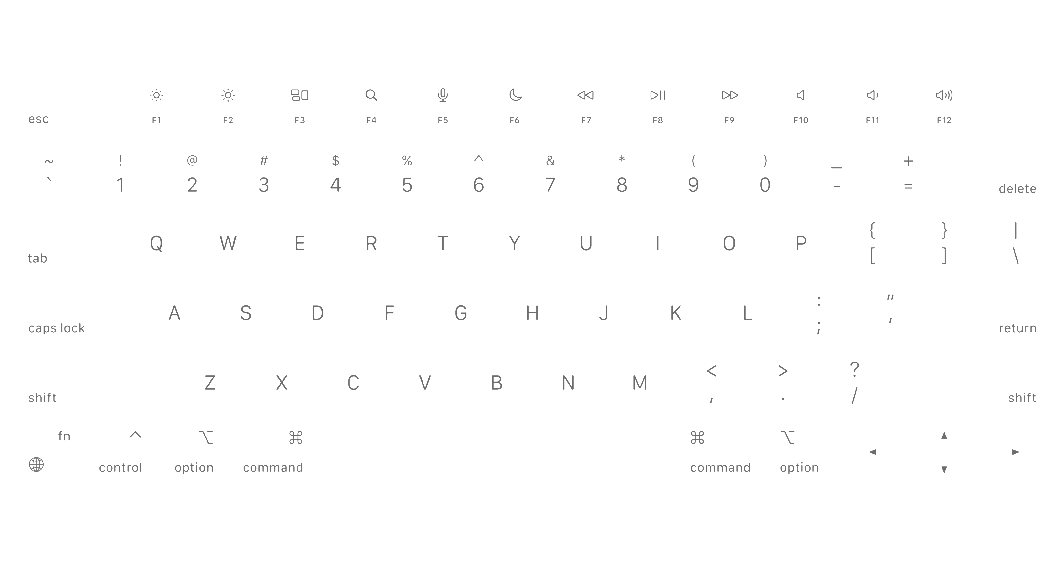 esc F1 F2 F3 F4 F5 F6 F7 F8 F9 F10 F11 F12
~ ! @ # $ % ^ & * ( ) _ +
` 1 2 3 4 5 6 7 8 9 0 - = delete
{ } |
tab Q W E R T Y U I O P [ ] \
: "
caps lock A S D F G H J K L ; ' return
< > ?
shift Z X C V B N M , . / shift
fn ^ ⌥ ⌘ ⌘ ⌥
control option command command option